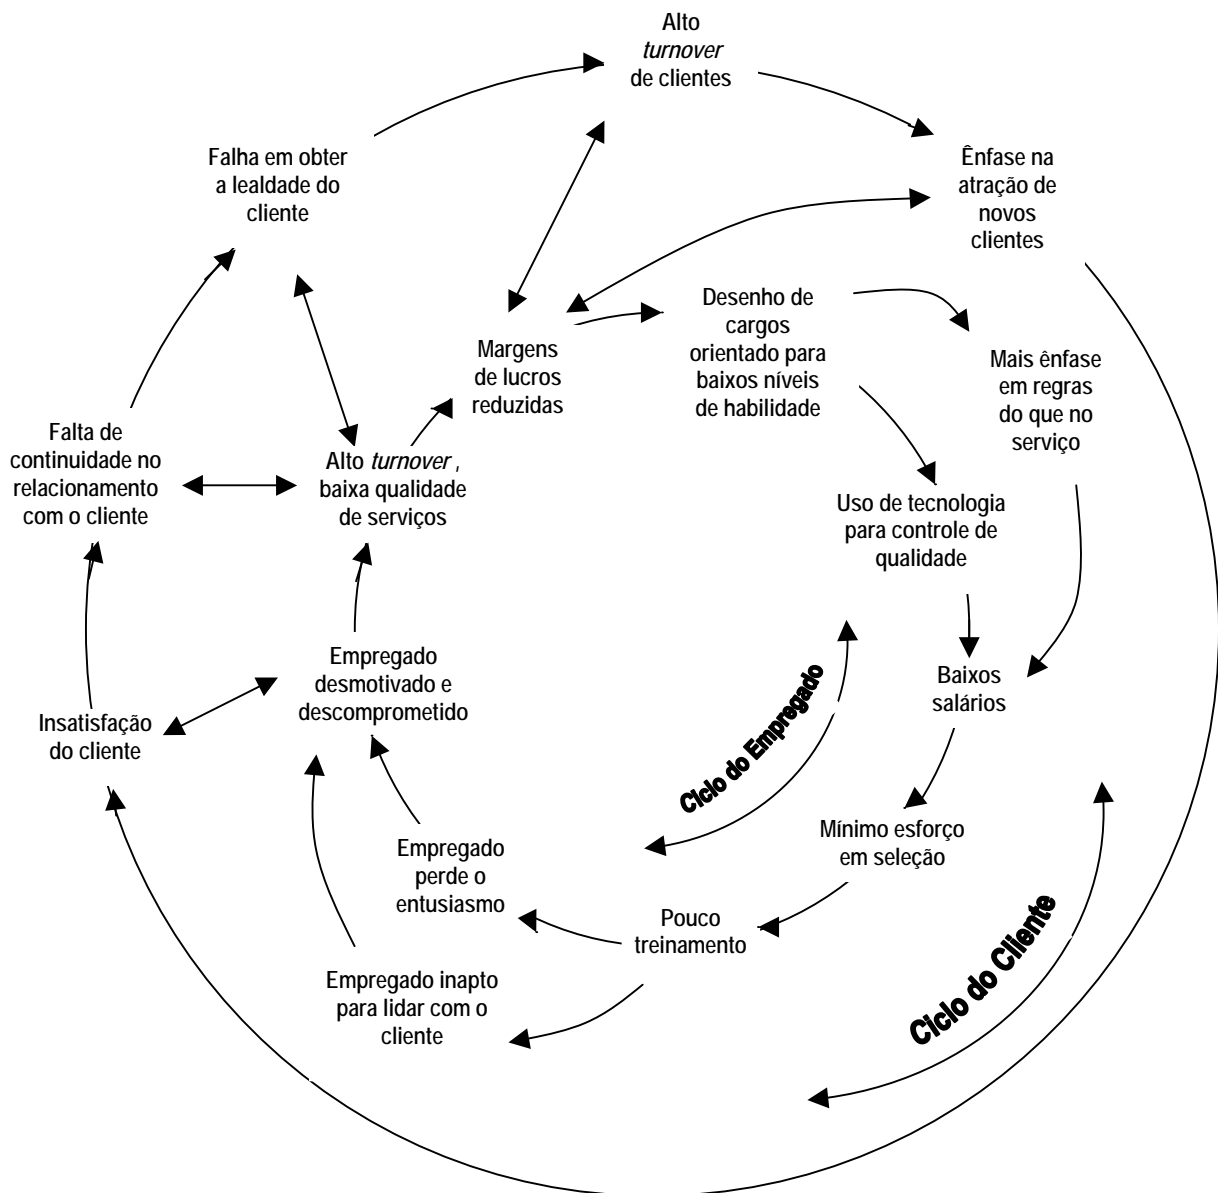 Alto
turnover
de clientes
Falha em obter
a lealdade do
cliente
Ênfase na
atração de
novos
clientes
Desenho de
cargos
orientado para
baixos níveis
de habilidade
Margens
de lucros
reduzidas
Mais ênfase
em regras
do que no
serviço
Falta de
continuidade no
relacionamento
com o cliente
Alto turnover ,
baixa qualidade
de serviços
Uso de tecnologia
para controle de
qualidade
Empregado
desmotivado e
descomprometido
Baixos
salários
Insatisfação
do cliente
Ciclo do Empregado
Mínimo esforço
em seleção
Empregado
perde o
entusiasmo
Pouco
treinamento
Ciclo do Cliente
Empregado inapto
para lidar com o
cliente